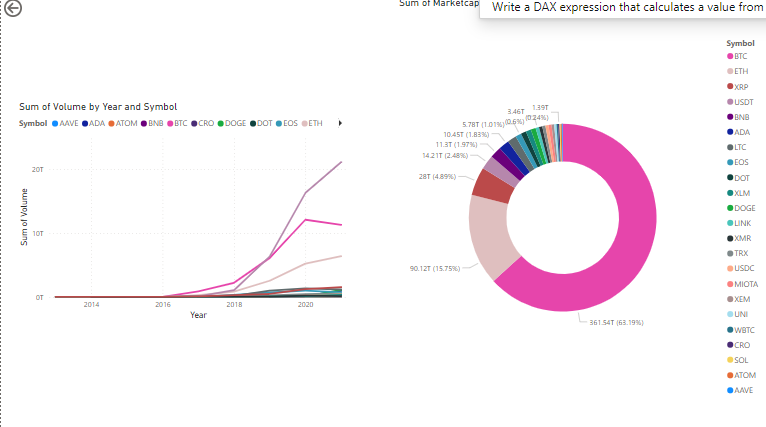 Sum of Marketcap
Write a DAX expression that calculates a value from
Sum of Volume by Year and Symbol
Symbol AAVE ADA ATOM BNB BTC CRO DOGE DOT EOS ETH
20T
10T
0T
Sum of Volume
2014 2016 2018 2020
Year
3.46T
(0.6%)
1.39T
(0.24%)
5.78T (1.01%)
10.45T (1.83%)
11.3T (1.97%)
14.21T (2.48%)
28T (4.89%)
90.12T (15.75%)
361.54T (63.19%)
Symbol
BTC
ETH
XRP
USDT
BNB
ADA
LTC
EOS
DOT
XLM
DOGE
LINK
XMR
TRX
USDC
MIOTA
XEM
UNI
WBTC
CRO
SOL
ATOM
AAVE